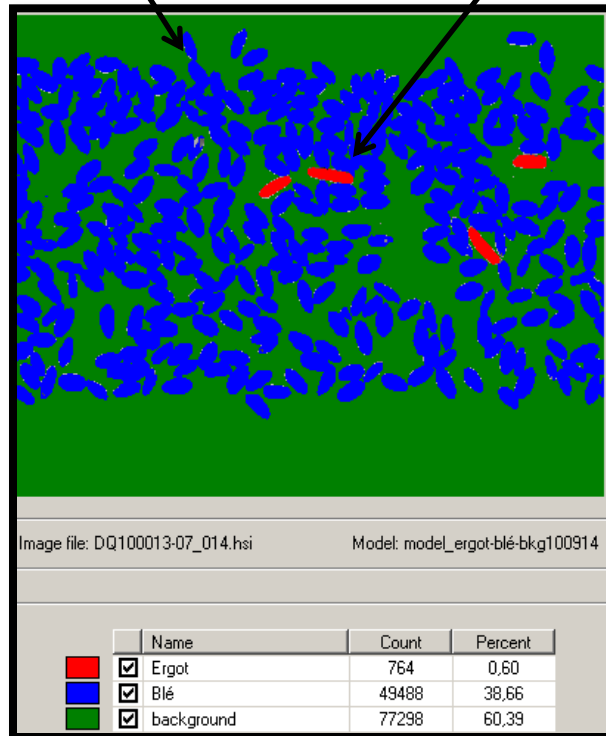 Image file: DQ100013-07_014.hsi Model: model_ergot-blé-bkg100914
Name Count Percent
Ergot 764 0,60
Blé 49488 38,66
background 77298 60,39